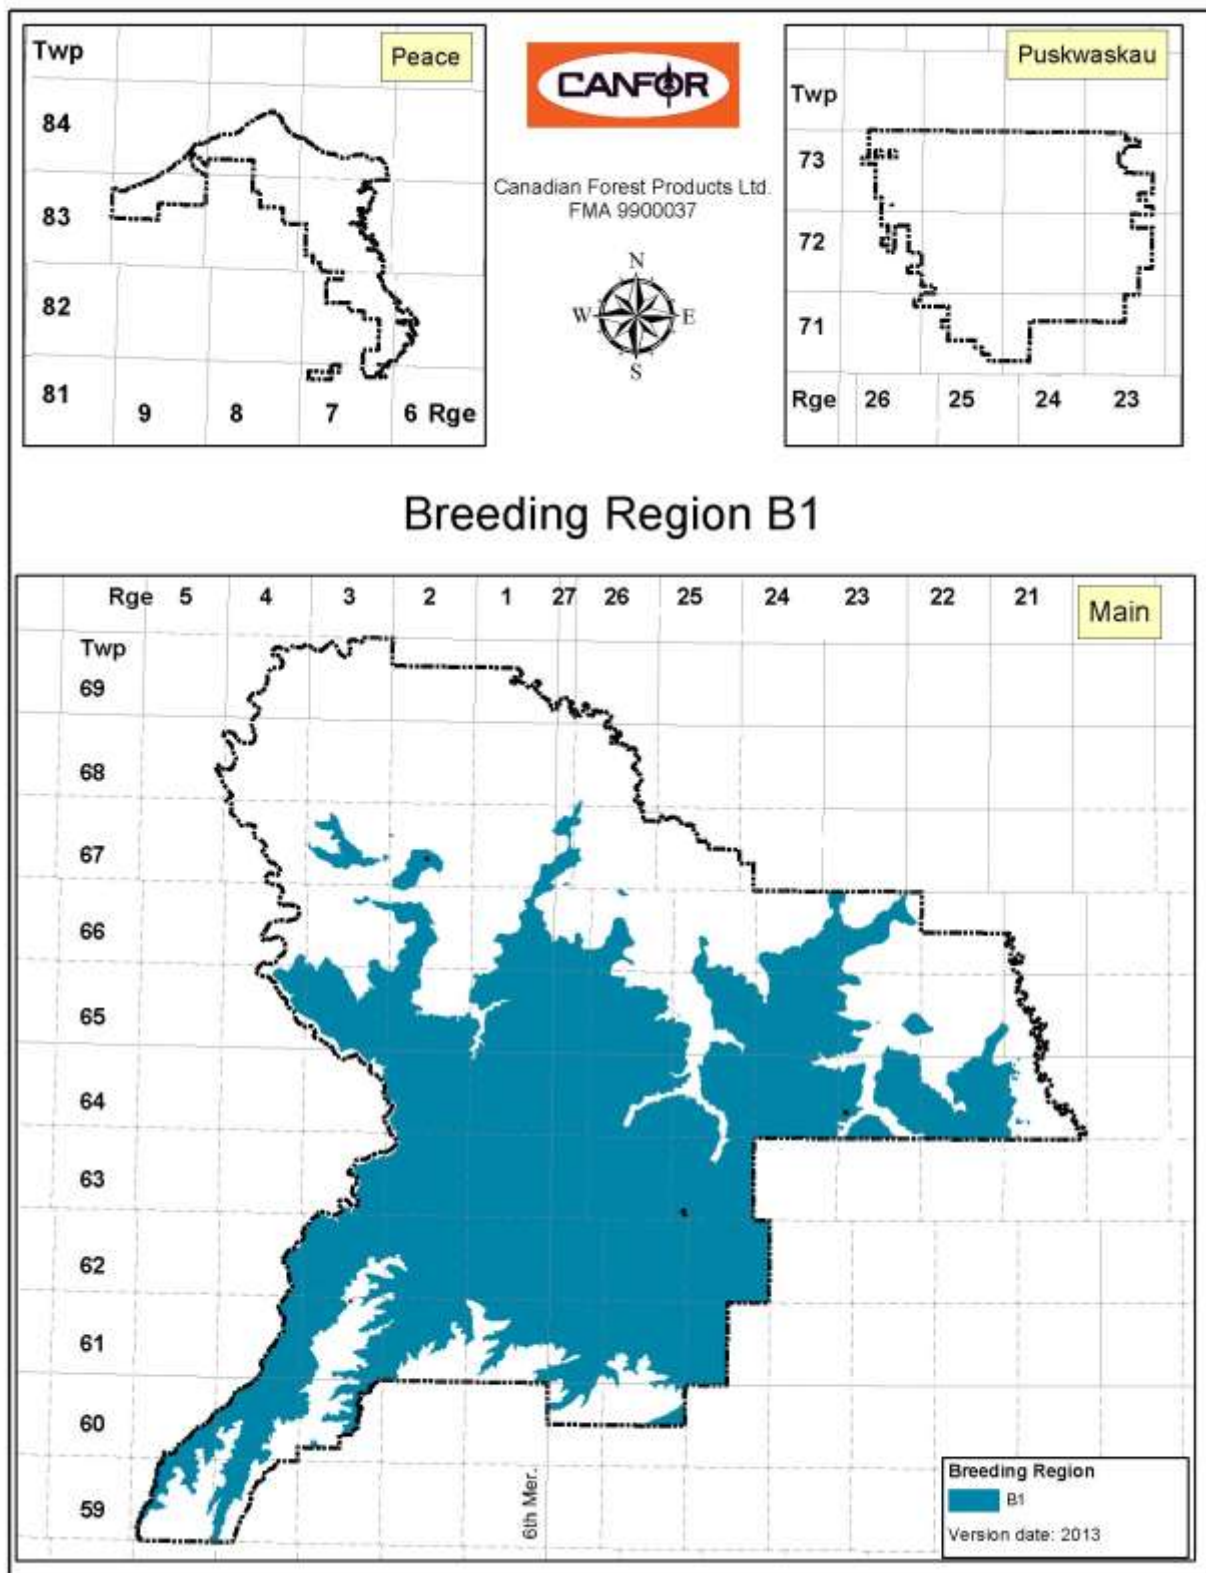 Twp
Peace
84
83
82
81
9 8 7 6 Rge
CANFOR
Canadian Forest Products Ltd.
FMA 9900037
N
W E
S
Puskwaskau
Twp
73
72
71
Rge 26 25 24 23
Breeding Region B1
Rge 5 4 3 2 1 27 26 25 24 23 22 21
Main
Twp
69
68
67
66
65
64
63
62
61
60
59
6th Mer.
Breeding Region
B1
Version date: 2013